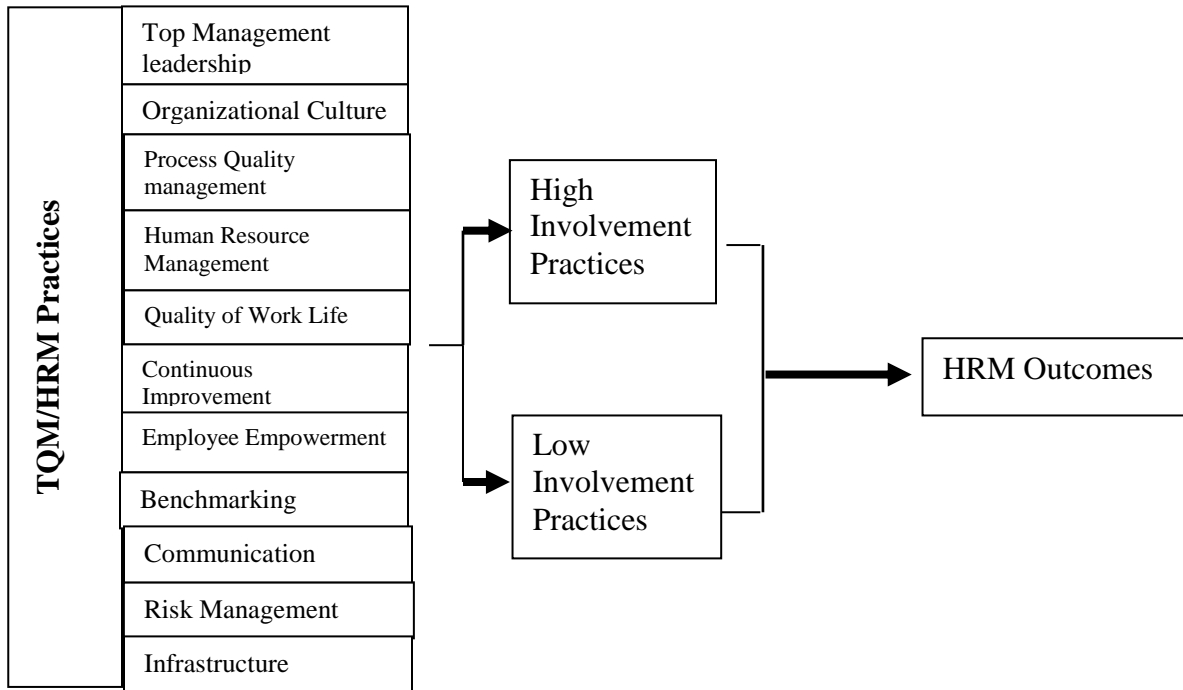 TQM/HRM Practices
Top Management
leadership
Organizational Culture
Process Quality
management
Human Resource
Management
Quality of Work Life
Continuous
Improvement
Employee Empowerment
Benchmarking
Communication
Risk Management
Infrastructure
High
Involvement
Practices
Low
Involvement
Practices
HRM Outcomes